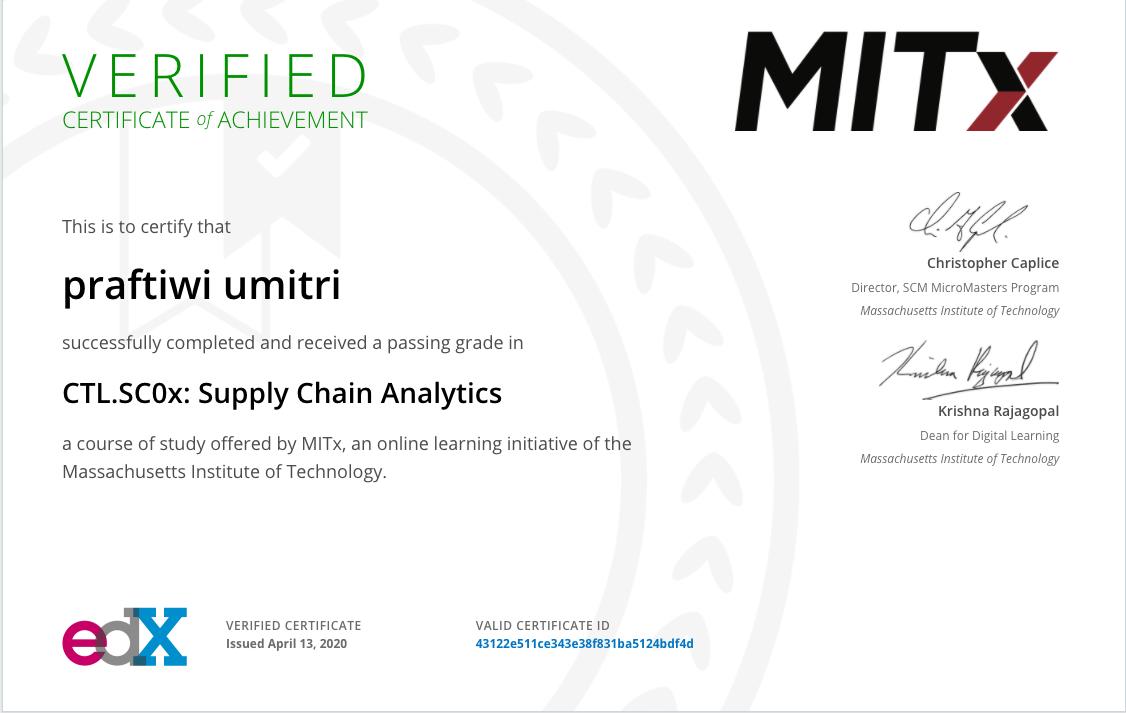 VERIFIED
CERTIFICATE of ACHIEVEMENT
MITx
This is to certify that
praftiwi umitri
successfully completed and received a passing grade in
CTL.SC0x: Supply Chain Analytics
a course of study offered by MITx, an online learning initiative of the
Massachusetts Institute of Technology.
Christopher Caplice
Director, SCM MicroMasters Program
Massachusetts Institute of Technology
Krishna Rajagopal
Dean for Digital Learning
Massachusetts Institute of Technology
edX
VERIFIED CERTIFICATE
Issued April 13, 2020
VALID CERTIFICATE ID
43122e511ce343e38f831ba5124bdf4d